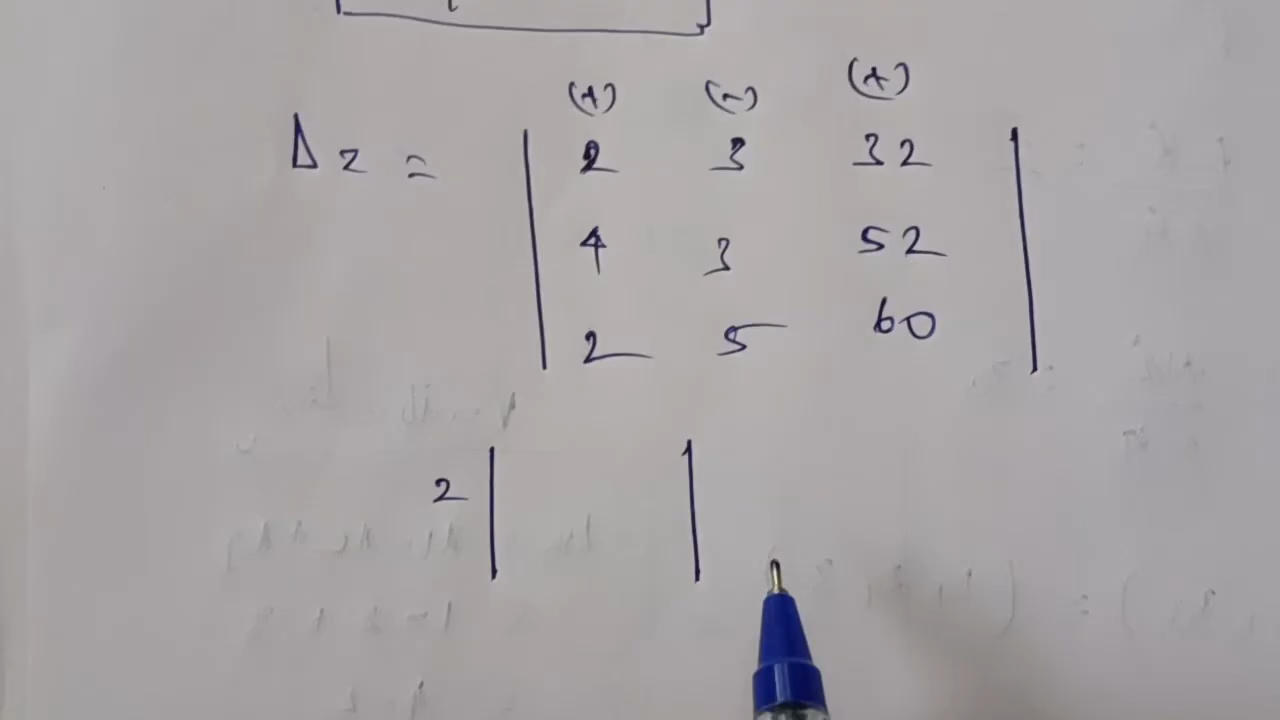 (+) (-) (+)
Δz = | 2 3 32 |
| 4 3 52 |
| 2 5 60 |
2 | |